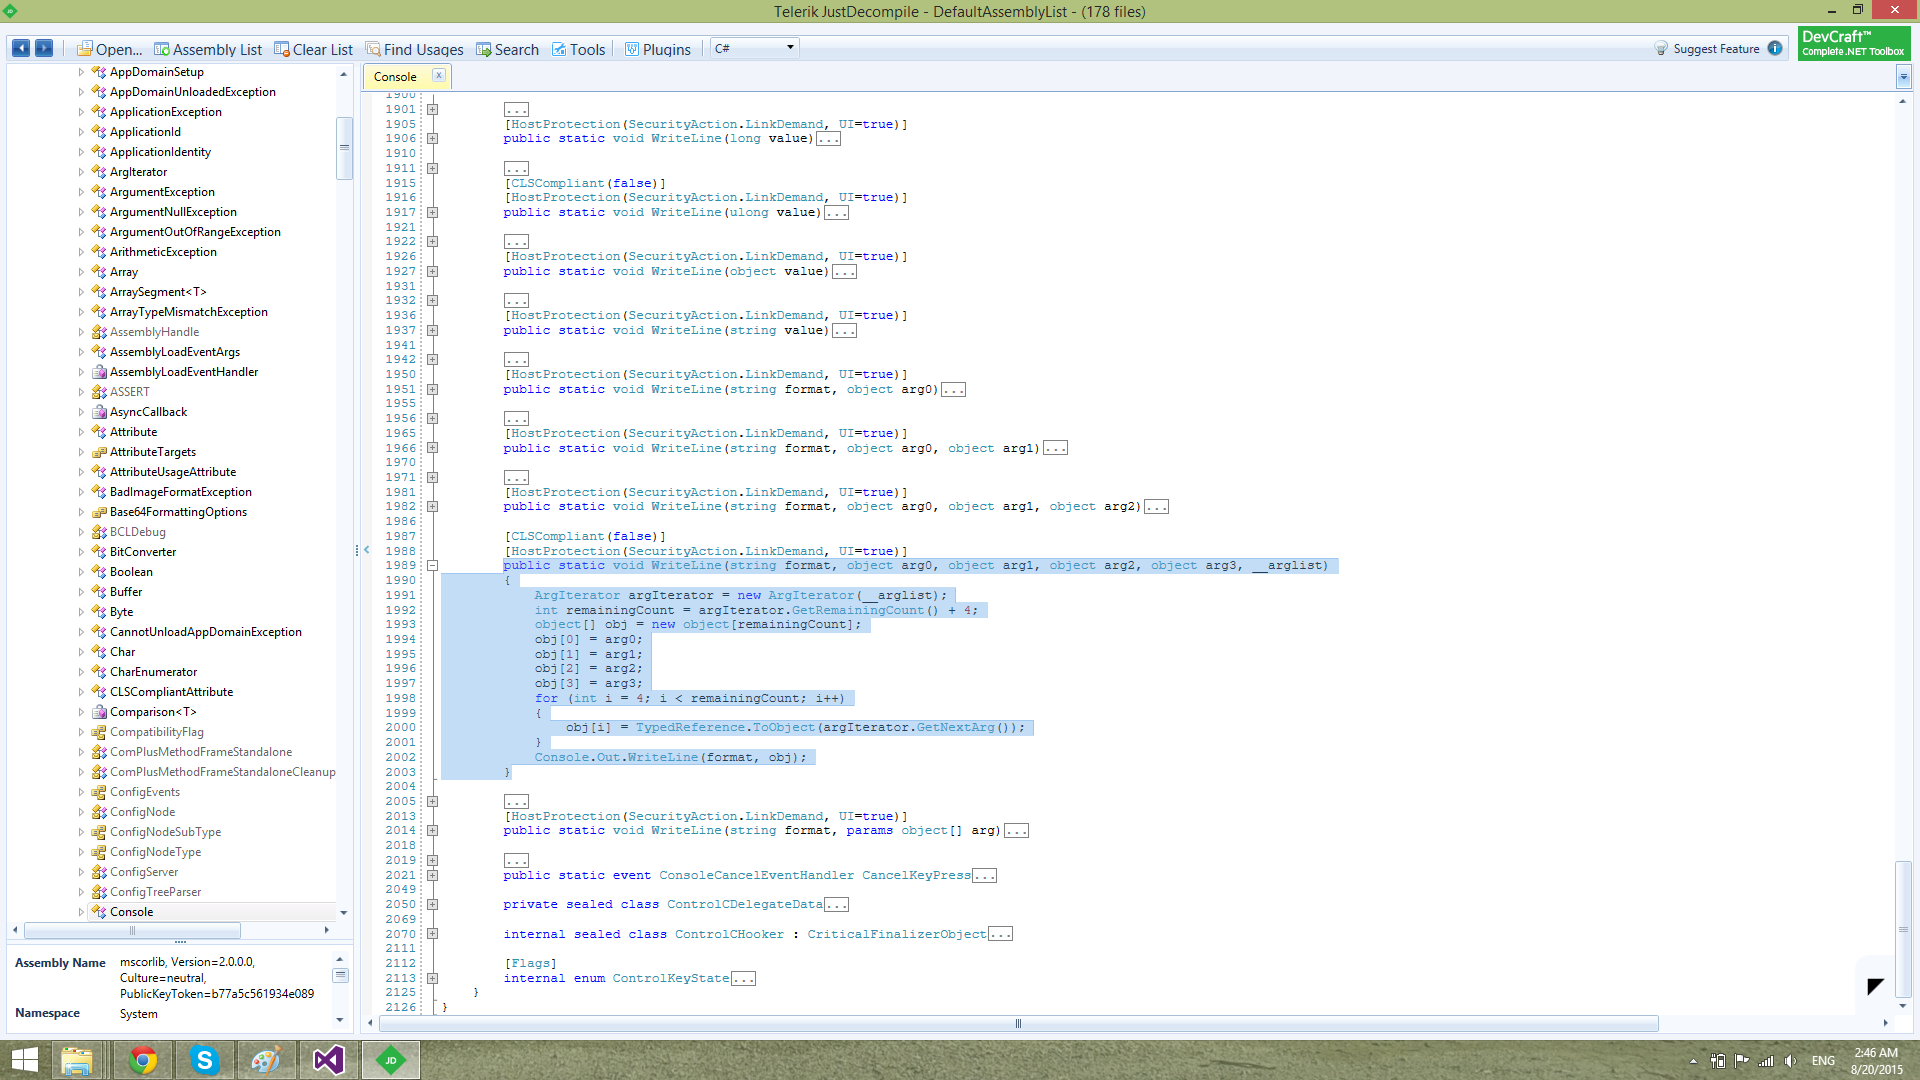 Telerik JustDecompile - DefaultAssemblyList - (178 files)
Open... Assembly List Clear List Find Usages Search Tools Plugins C# Suggest Feature
DevCraft™
Complete .NET Toolbox
AppDomainSetup
AppDomainUnloadedException
ApplicationException
ApplicationId
ApplicationIdentity
ArgIterator
ArgumentException
ArgumentNullException
ArgumentOutOfRangeException
ArithmeticException
Array
ArraySegment<T>
ArrayTypeMismatchException
AssemblyHandle
AssemblyLoadEventArgs
AssemblyLoadEventHandler
ASSERT
AsyncCallback
Attribute
AttributeTargets
AttributeUsageAttribute
BadImageFormatException
Base64FormattingOptions
BCLDebug
BitConverter
Boolean
Buffer
Byte
CannotUnloadAppDomainException
Char
CharEnumerator
CLSCompliantAttribute
Comparison<T>
CompatibilityFlag
ComPlusMethodFrameStandalone
ComPlusMethodFrameStandaloneCleanup
ConfigEvents
ConfigNode
ConfigNodeSubType
ConfigNodeType
ConfigServer
ConfigTreeParser
Console
Assembly Name mscorlib, Version=2.0.0.0,
Culture=neutral,
PublicKeyToken=b77a5c561934e089
Namespace System
Console
1900
1901 ...
1905 [HostProtection(SecurityAction.LinkDemand, UI=true)]
1906 public static void WriteLine(long value)...
1910
1911 ...
1915 [CLSCompliant(false)]
1916 [HostProtection(SecurityAction.LinkDemand, UI=true)]
1917 public static void WriteLine(ulong value)...
1921
1922 ...
1926 [HostProtection(SecurityAction.LinkDemand, UI=true)]
1927 public static void WriteLine(object value)...
1931
1932 ...
1936 [HostProtection(SecurityAction.LinkDemand, UI=true)]
1937 public static void WriteLine(string value)...
1941
1942 ...
1950 [HostProtection(SecurityAction.LinkDemand, UI=true)]
1951 public static void WriteLine(string format, object arg0)...
1955
1956 ...
1965 [HostProtection(SecurityAction.LinkDemand, UI=true)]
1966 public static void WriteLine(string format, object arg0, object arg1)...
1970
1971 ...
1981 [HostProtection(SecurityAction.LinkDemand, UI=true)]
1982 public static void WriteLine(string format, object arg0, object arg1, object arg2)...
1986
1987 [CLSCompliant(false)]
1988 [HostProtection(SecurityAction.LinkDemand, UI=true)]
1989 public static void WriteLine(string format, object arg0, object arg1, object arg2, object arg3, __arglist)
1990 {
1991 ArgIterator argIterator = new ArgIterator(__arglist);
1992 int remainingCount = argIterator.GetRemainingCount() + 4;
1993 object[] obj = new object[remainingCount];
1994 obj[0] = arg0;
1995 obj[1] = arg1;
1996 obj[2] = arg2;
1997 obj[3] = arg3;
1998 for (int i = 4; i < remainingCount; i++)
1999 {
2000 obj[i] = TypedReference.ToObject(argIterator.GetNextArg());
2001 }
2002 Console.Out.WriteLine(format, obj);
2003 }
2004
2005 ...
2013 [HostProtection(SecurityAction.LinkDemand, UI=true)]
2014 public static void WriteLine(string format, params object[] arg)...
2018
2019 ...
2021 public static event ConsoleCancelEventHandler CancelKeyPress...
2049
2050 private sealed class ControlCDelegateData...
2069
2070 internal sealed class ControlCHooker : CriticalFinalizerObject...
2111
2112 [Flags]
2113 internal enum ControlKeyState...
2125 }
2126 }
JD
ENG
2:46 AM
8/20/2015